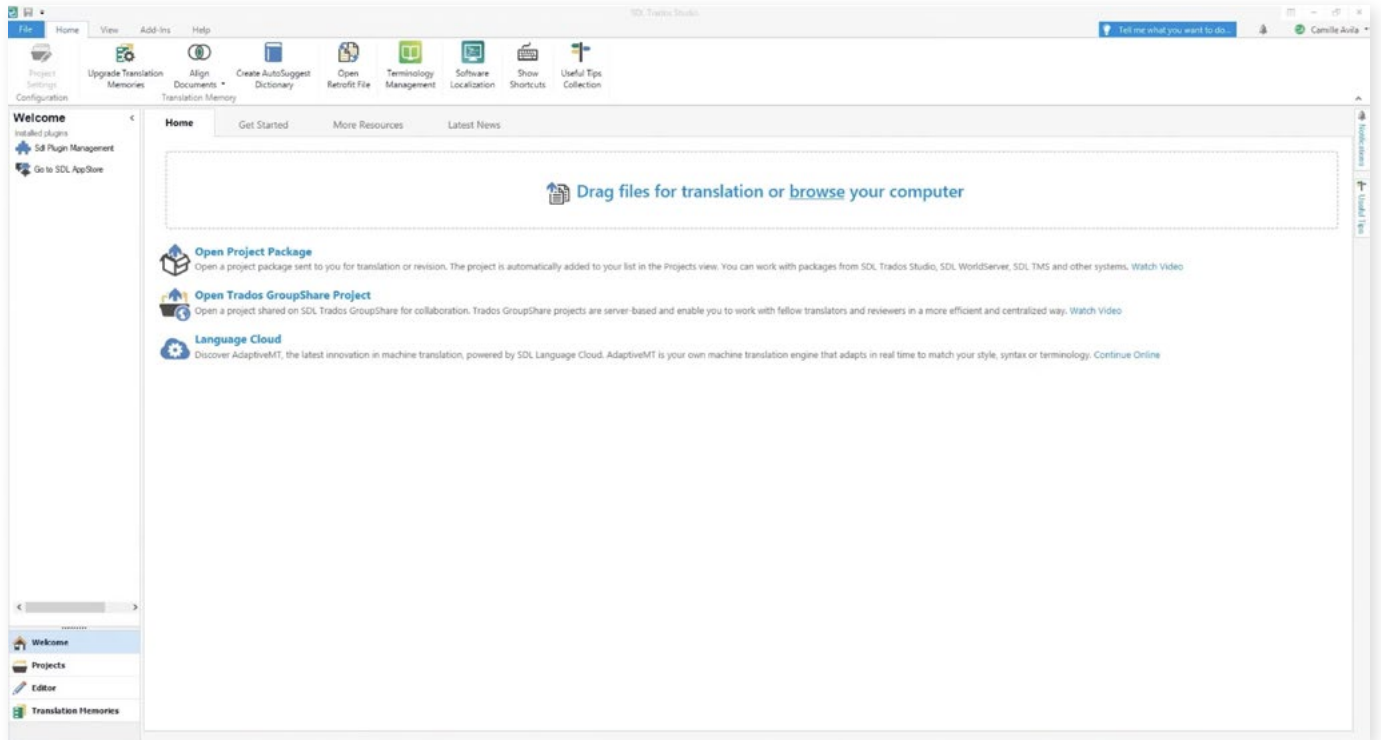 SDL Trados Studio
File Home View Add-Ins Help
Tell me what you want to do...
Camille Avila
Project Settings
Upgrade Translation Memories
Align Documents
Create AutoSuggest Dictionary
Open Retrofit File
Terminology Management
Software Localization
Show Shortcuts
Useful Tips Collection
Configuration
Translation Memory
Welcome
Installed plugins
Sdl Plugin Management
Go to SDL AppStore
Home Get Started More Resources Latest News
Drag files for translation or browse your computer
Open Project Package
Open a project package sent to you for translation or revision. The project is automatically added to your list in the Projects view. You can work with packages from SDL Trados Studio, SDL WorldServer, SDL TMS and other systems. Watch Video
Open Trados GroupShare Project
Open a project shared on SDL Trados GroupShare for collaboration. Trados GroupShare projects are server-based and enable you to work with fellow translators and reviewers in a more efficient and centralized way. Watch Video
Language Cloud
Discover AdaptiveMT, the latest innovation in machine translation, powered by SDL Language Cloud. AdaptiveMT is your own machine translation engine that adapts in real time to match your style, syntax or terminology. Continue Online
Notifications
Useful Tips
Welcome
Projects
Editor
Translation Memories